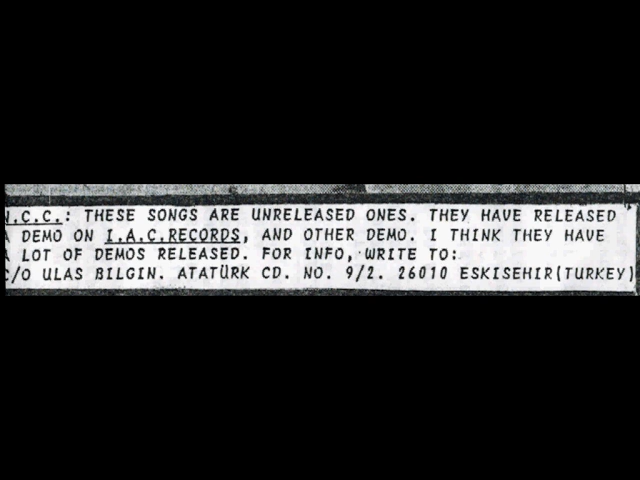 .C.C.: THESE SONGS ARE UNRELEASED ONES. THEY HAVE RELEASED
A DEMO ON I.A.C.RECORDS, AND OTHER DEMO. I THINK THEY HAVE
A LOT OF DEMOS RELEASED. FOR INFO, WRITE TO:
C/O ULAS BILGIN. ATATÜRK CD. NO. 9/2. 26010 ESKISEHIR(TURKEY)